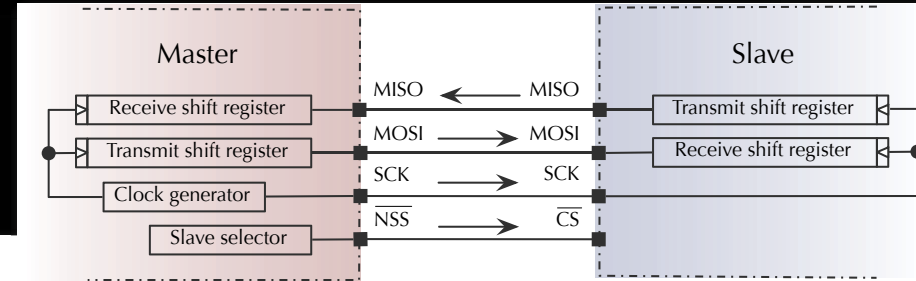 Master
Slave
MISO MISO
Receive shift register
Transmit shift register
MOSI MOSI
Transmit shift register
Receive shift register
SCK SCK
Clock generator
NSS CS
Slave selector